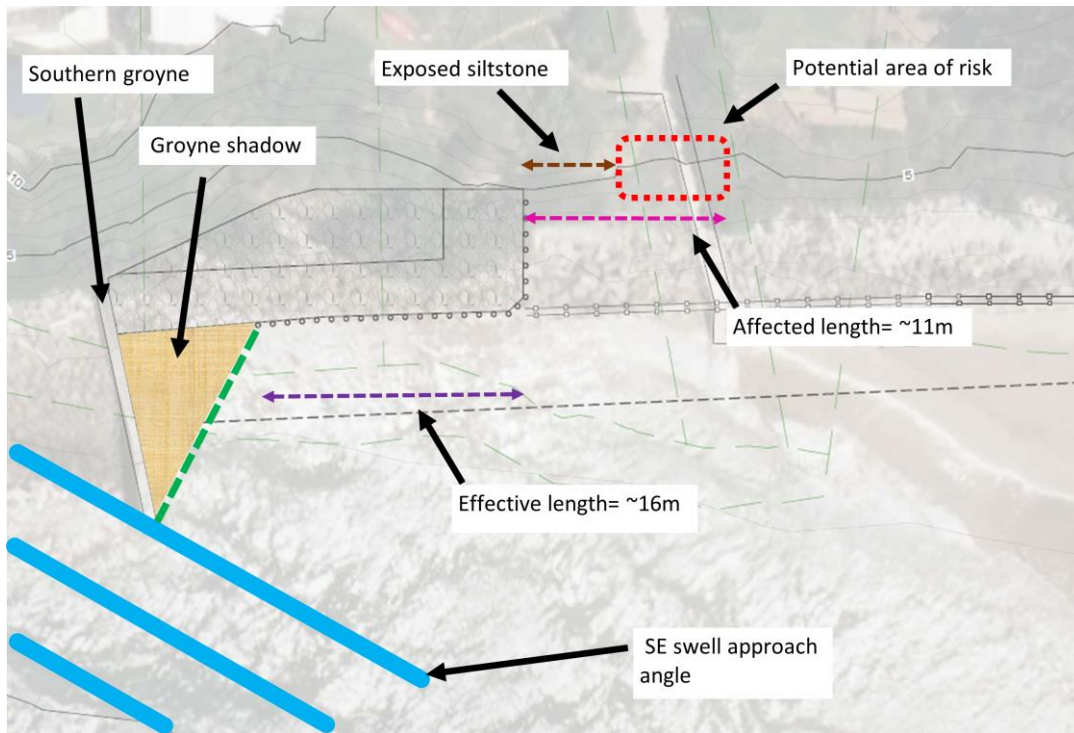 Southern groyne
Exposed siltstone
Potential area of risk
Groyne shadow
10
5
5
Affected length= ~11m
Effective length= ~16m
SE swell approach
angle